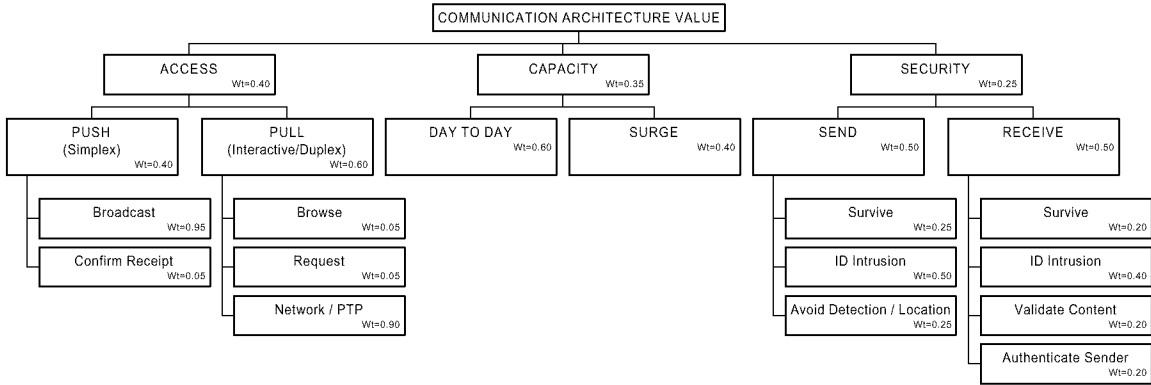 COMMUNICATION ARCHITECTURE VALUE
ACCESS
Wt=0.40
CAPACITY
Wt=0.35
SECURITY
Wt=0.25
PUSH
(Simplex)
Wt=0.40
PULL
(Interactive/Duplex)
Wt=0.60
DAY TO DAY
Wt=0.60
SURGE
Wt=0.40
SEND
Wt=0.50
RECEIVE
Wt=0.50
Broadcast
Wt=0.95
Confirm Receipt
Wt=0.05
Browse
Wt=0.05
Request
Wt=0.05
Network / PTP
Wt=0.90
Survive
Wt=0.25
ID Intrusion
Wt=0.50
Avoid Detection / Location
Wt=0.25
Survive
Wt=0.20
ID Intrusion
Wt=0.40
Validate Content
Wt=0.20
Authenticate Sender
Wt=0.20